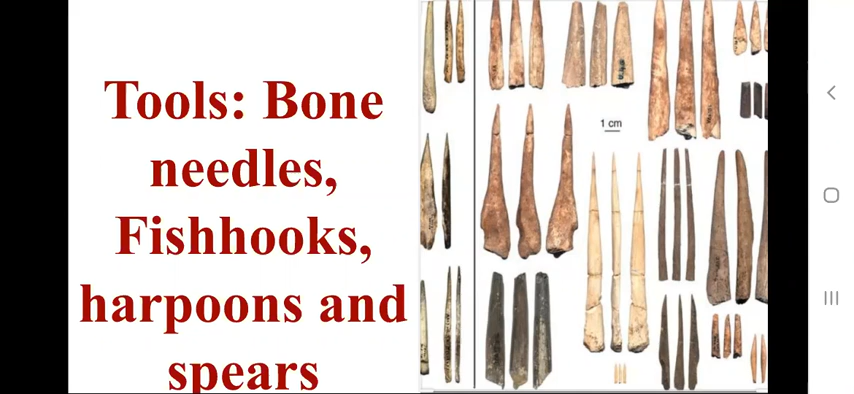 Tools: Bone
needles,
Fishhooks,
harpoons and
spears
1 cm